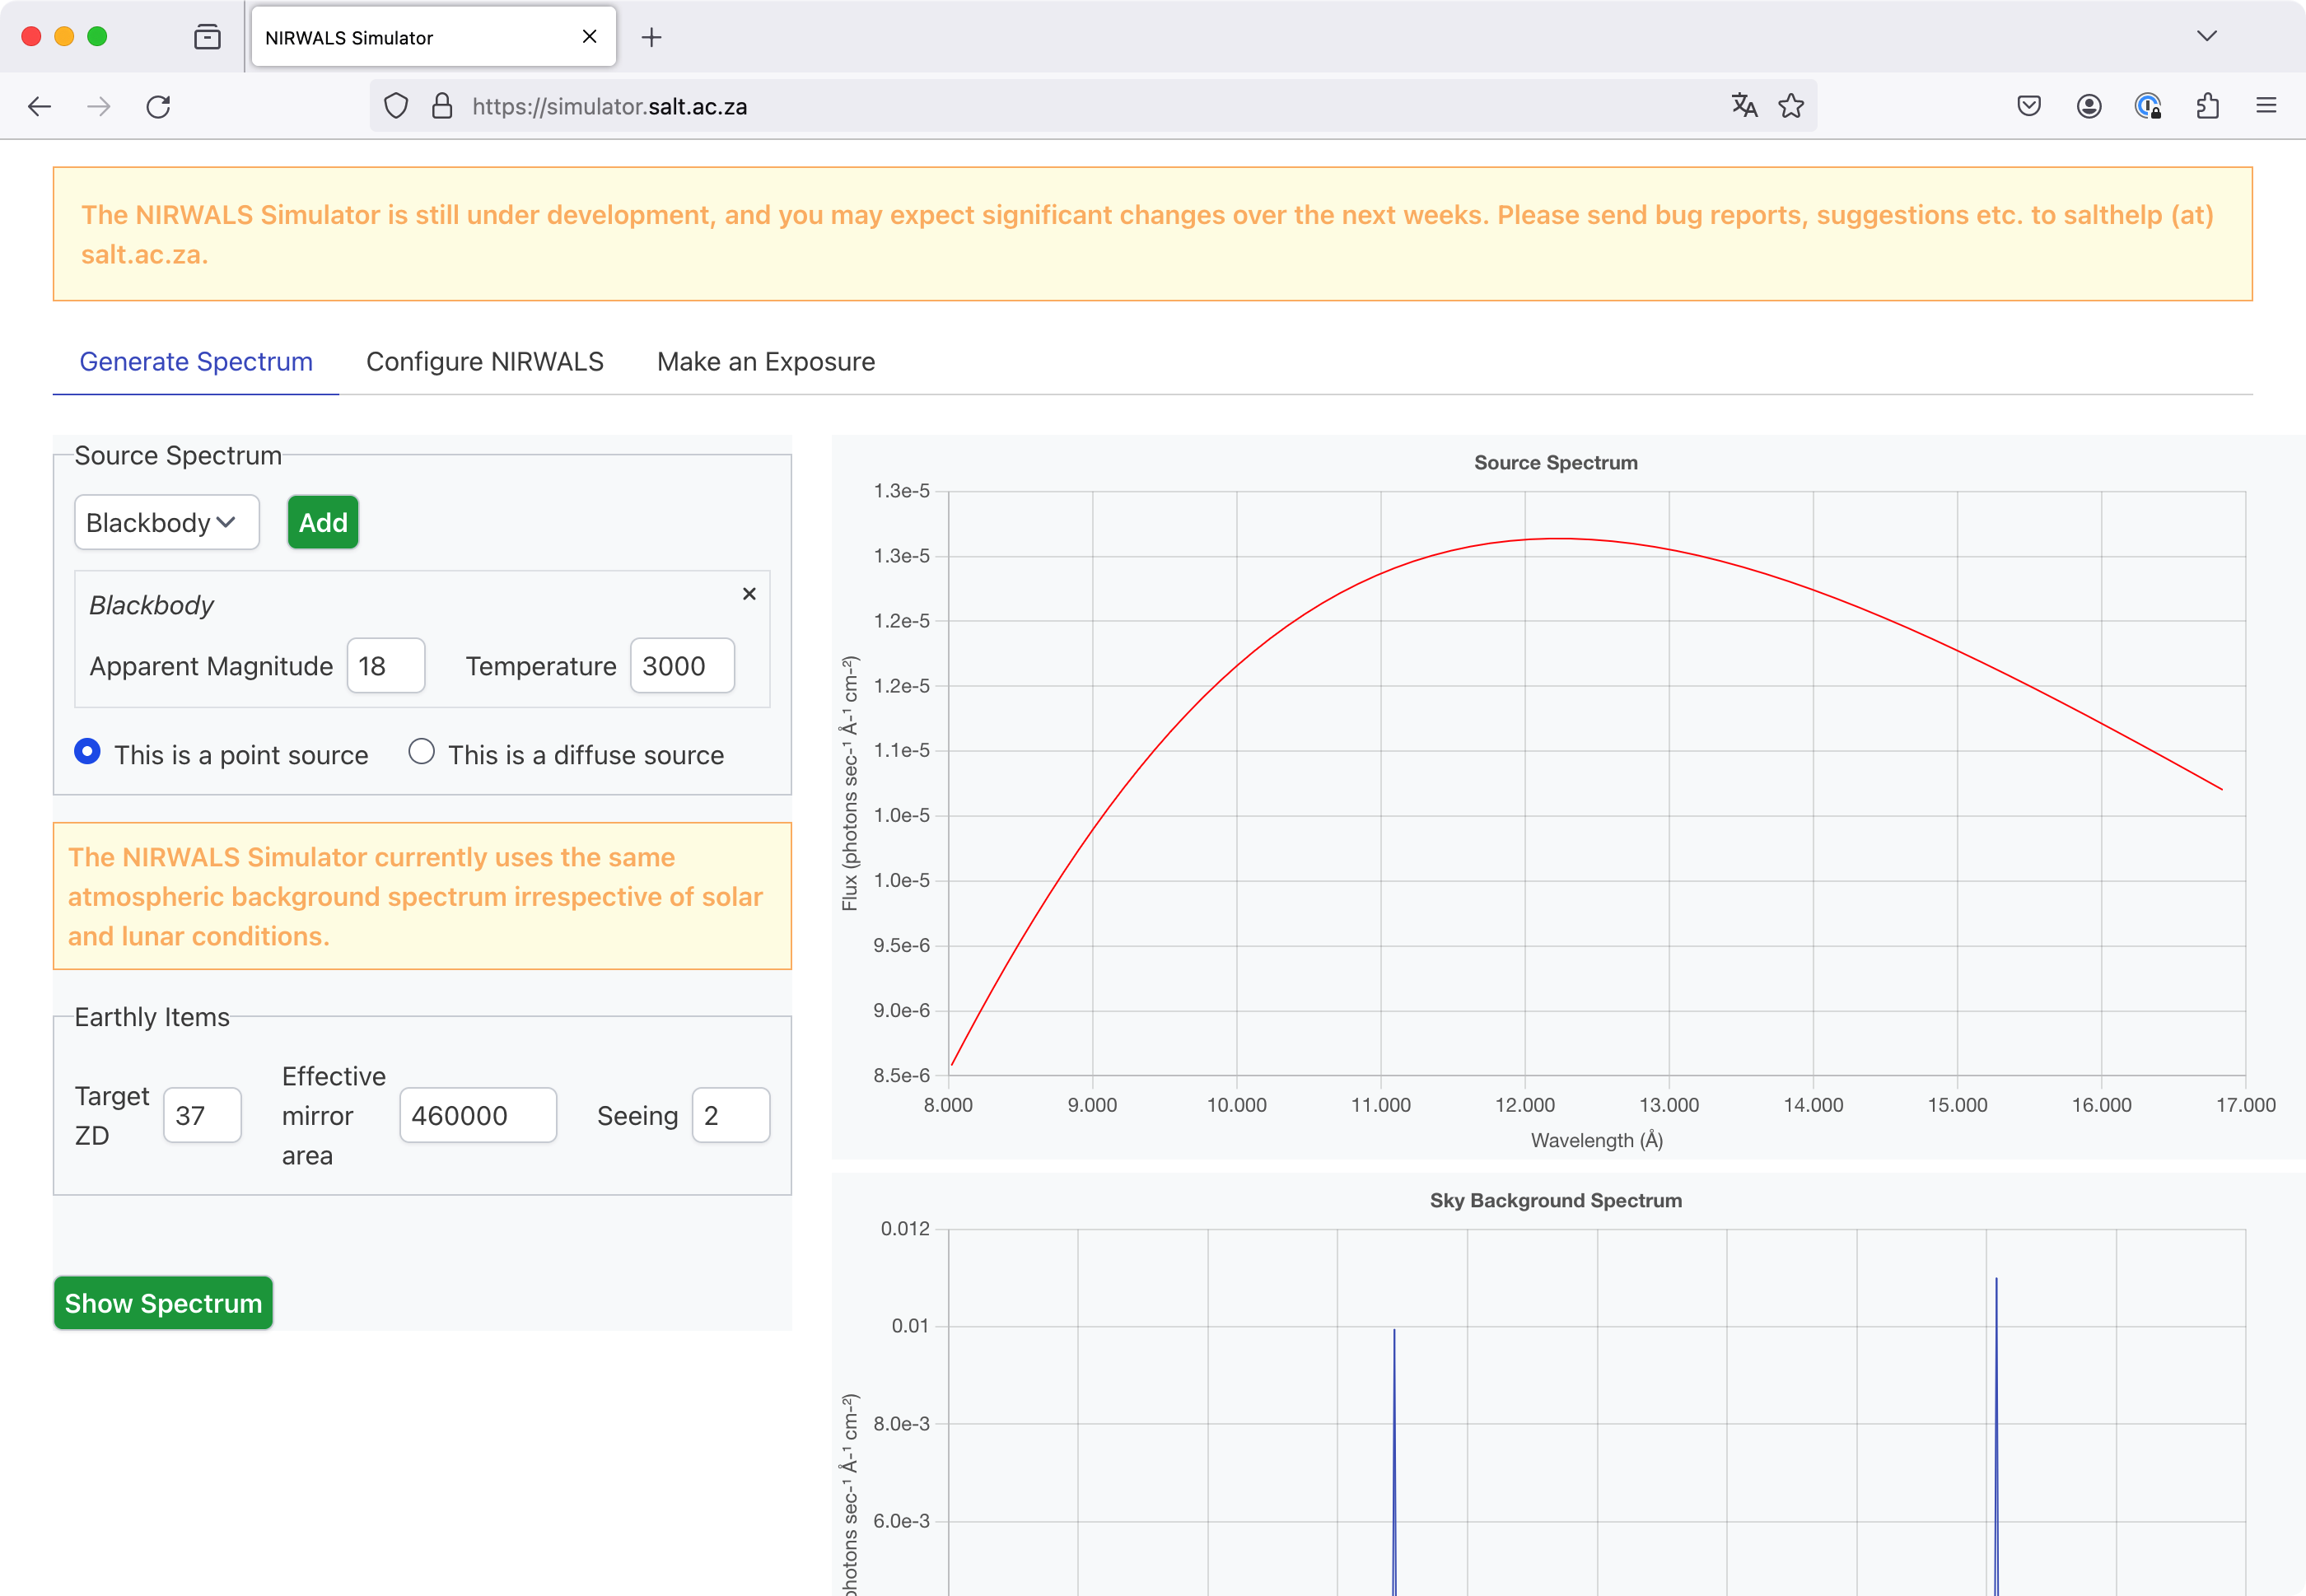 NIRWALS Simulator
https://simulator.salt.ac.za
The NIRWALS Simulator is still under development, and you may expect significant changes over the next weeks. Please send bug reports, suggestions etc. to salthelp (at)
salt.ac.za.
Generate Spectrum
Configure NIRWALS
Make an Exposure
Source Spectrum
Blackbody
Add
Blackbody
Apparent Magnitude
18
Temperature
3000
This is a point source
This is a diffuse source
The NIRWALS Simulator currently uses the same
atmospheric background spectrum irrespective of solar
and lunar conditions.
Earthly Items
Target
ZD
37
Effective
mirror
area
460000
Seeing
2
Show Spectrum
Source Spectrum
1.3e-5
1.3e-5
1.2e-5
1.2e-5
1.1e-5
1.0e-5
1.0e-5
9.5e-6
9.0e-6
8.5e-6
Flux (photons sec-¹ Å-¹ cm-²)
8.000
9.000
10.000
11.000
12.000
13.000
14.000
15.000
16.000
17.000
Wavelength (Å)
Sky Background Spectrum
0.012
0.01
8.0e-3
6.0e-3
photons sec-¹ Å-¹ cm-²)